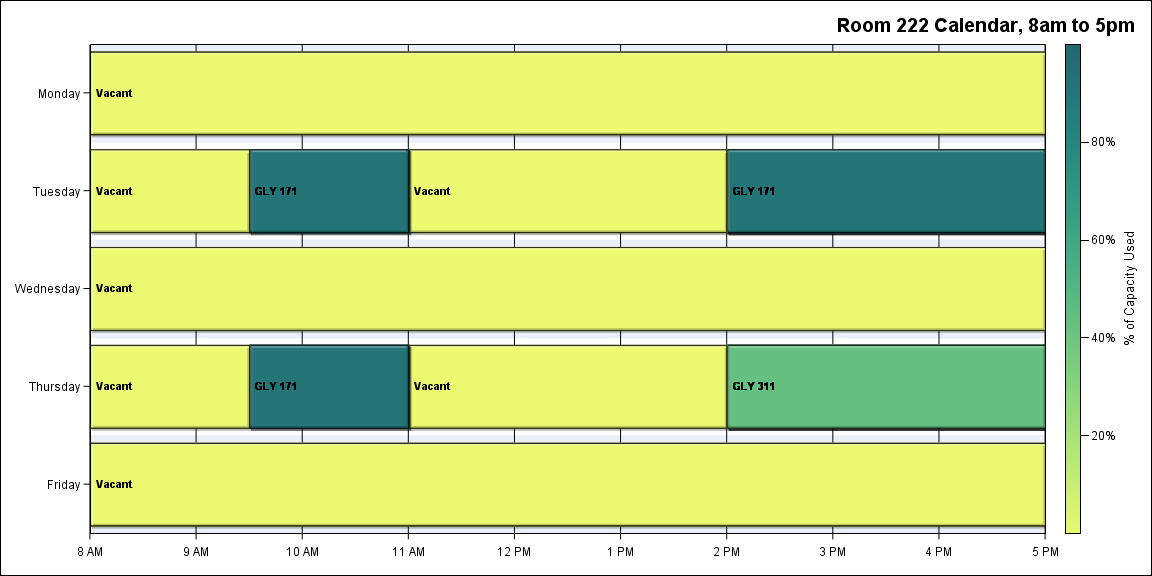 Room 222 Calendar, 8am to 5pm
Monday
Vacant
Tuesday
Vacant
GLY 171
Vacant
GLY 171
Wednesday
Vacant
Thursday
Vacant
GLY 171
Vacant
GLY 311
Friday
Vacant
8 AM
9 AM
10 AM
11 AM
12 PM
1 PM
2 PM
3 PM
4 PM
5 PM
80%
60%
40%
20%
% of Capacity Used